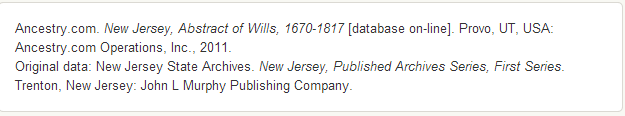 Ancestry.com. New Jersey, Abstract of Wills, 1670-1817 [database on-line]. Provo, UT, USA:
Ancestry.com Operations, Inc., 2011.
Original data: New Jersey State Archives. New Jersey, Published Archives Series, First Series.
Trenton, New Jersey: John L Murphy Publishing Company.